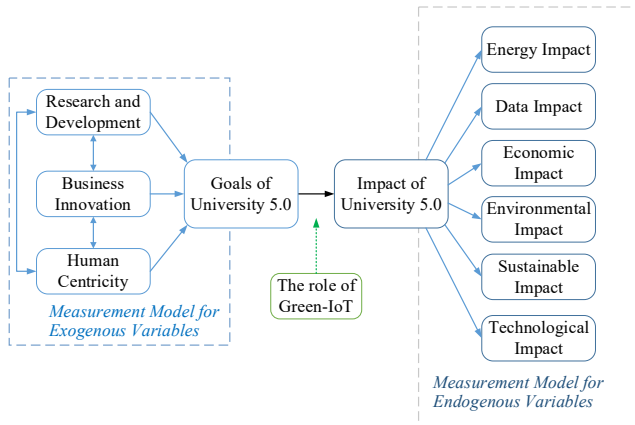 Research and
Development
Business
Innovation
Human
Centricity
Measurement Model for
Exogenous Variables
Goals of
University 5.0
The role of
Green-IoT
Impact of
University 5.0
Energy Impact
Data Impact
Economic
Impact
Environmental
Impact
Sustainable
Impact
Technological
Impact
Measurement Model for
Endogenous Variables